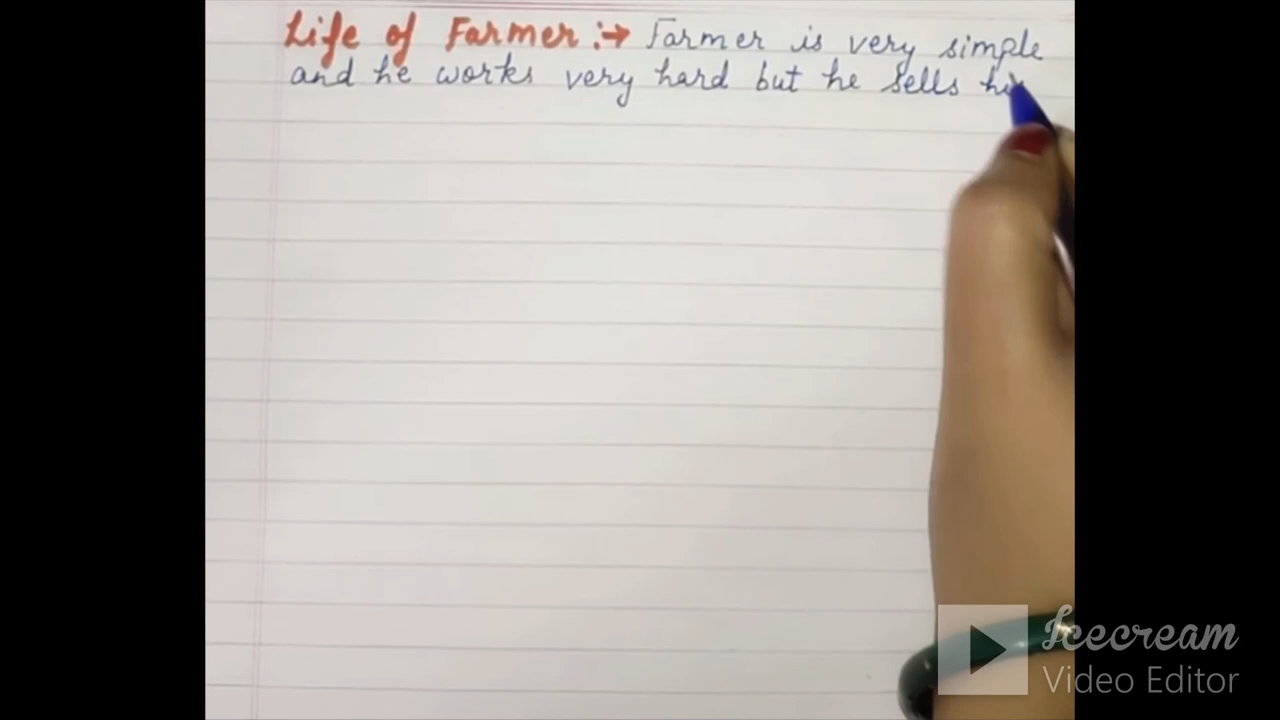 Life of Farmer :→ Farmer is very simple
and he works very hard but he sells
Icecream
Video Editor